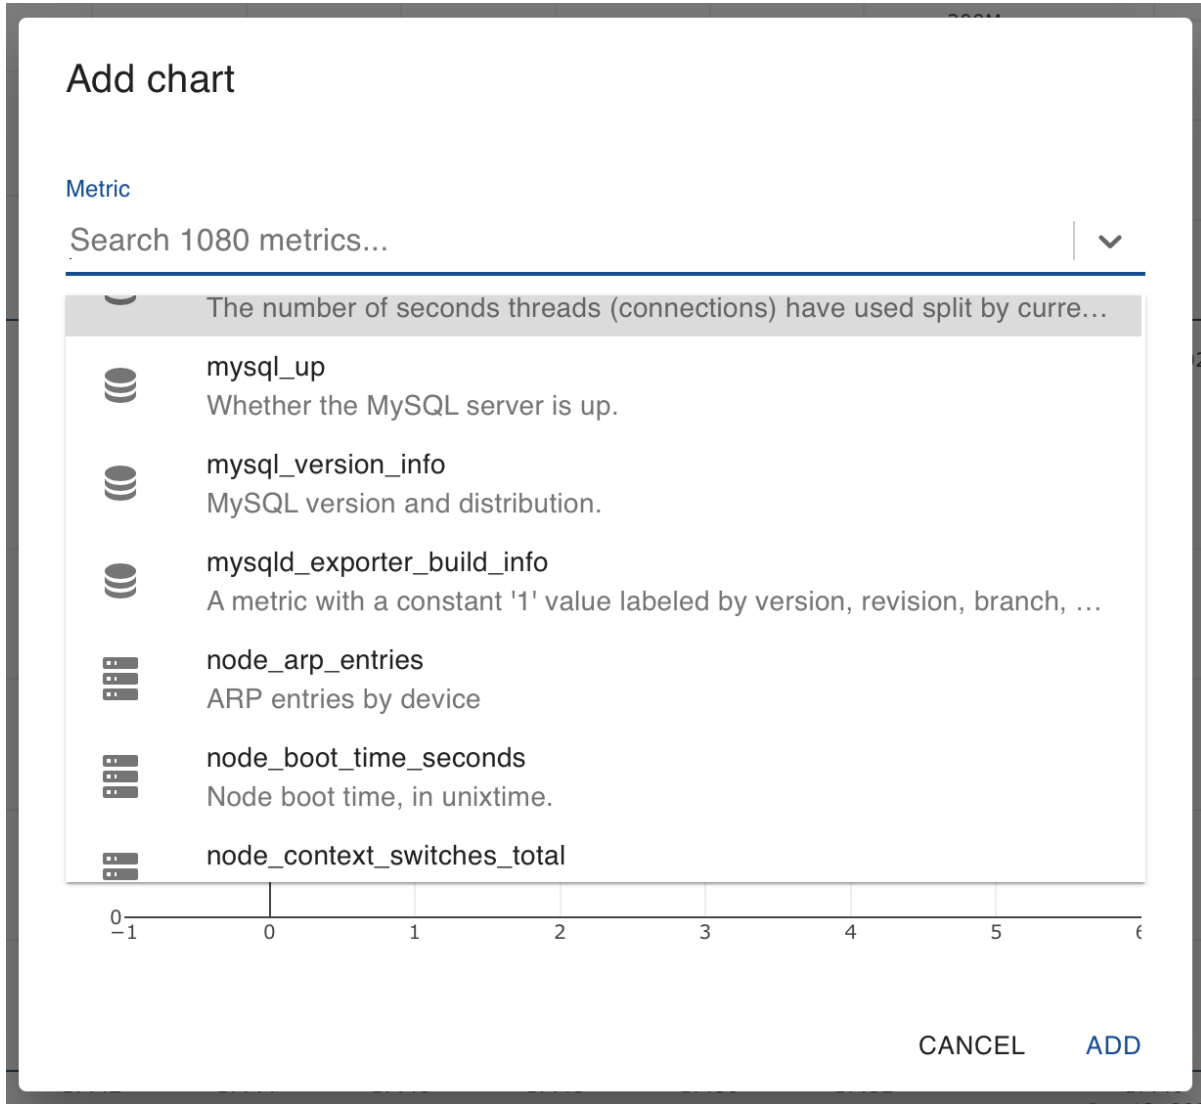 Add chart
Metric
Search 1080 metrics...
The number of seconds threads (connections) have used split by curre...
mysql_up
Whether the MySQL server is up.
mysql_version_info
MySQL version and distribution.
mysqld_exporter_build_info
A metric with a constant '1' value labeled by version, revision, branch, ...
node_arp_entries
ARP entries by device
node_boot_time_seconds
Node boot time, in unixtime.
node_context_switches_total
0
−1 0 1 2 3 4 5
CANCEL ADD